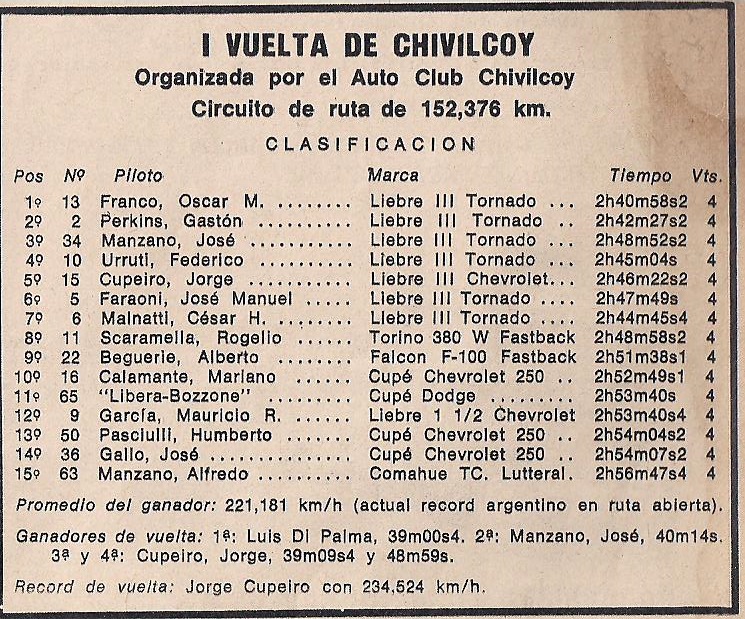 I VUELTA DE CHIVILCOY
Organizada por el Auto Club Chivilcoy
Circuito de ruta de 152,376 km.
CLASIFICACION
Pos Nº Piloto Marca Tiempo Vts.
1º 13 Franco, Oscar M. ........ Liebre III Tornado ... 2h40m58s2 4
2º 2 Perkins, Gastón .......... Liebre III Tornado .. 2h42m27s2 4
3º 34 Manzano, José ........... Liebre III Tornado ... 2h48m52s2 4
4º 10 Urruti, Federico .......... Liebre III Tornado ... 2h45m04s 4
5º 15 Cupeiro, Jorge ........... Liebre III Chevrolet... 2h46m22s2 4
6º 5 Faraoni, José Manuel ..... Liebre III Tornado .... 2h47m49s 4
7º 6 Malnatti, César H. ........ Liebre III Tornado .... 2h44m45s4 4
8º 11 Scaramella, Rogelio ...... Torino 380 W Fastback 2h48m58s2 4
9º 22 Beguerie, Alberto ........ Falcon F-100 Fastback 2h51m38s1 4
10º 16 Calamante, Mariano ...... Cupé Chevrolet 250 .. 2h52m49s1 4
11º 65 "Libera-Bozzone" ........ Cupé Dodge ......... 2h53m40s 4
12º 9 García, Mauricio R. ...... Liebre 1 1/2 Chevrolet 2h53m40s4 4
13º 50 Pasciulli, Humberto ...... Cupé Chevrolet 250 .. 2h54m04s2 4
14º 36 Gallo, José .............. Cupé Chevrolet 250 .. 2h54m07s2 4
15º 63 Manzano, Alfredo ......... Comahue TC. Lutteral. 2h56m47s4 4
Promedio del ganador: 221,181 km/h (actual record argentino en ruta abierta).
Ganadores de vuelta: 1ª: Luis Di Palma, 39m00s4. 2ª: Manzano, José, 40m14s.
3ª y 4ª: Cupeiro, Jorge, 39m09s4 y 48m59s.
Record de vuelta: Jorge Cupeiro con 234,524 km/h.